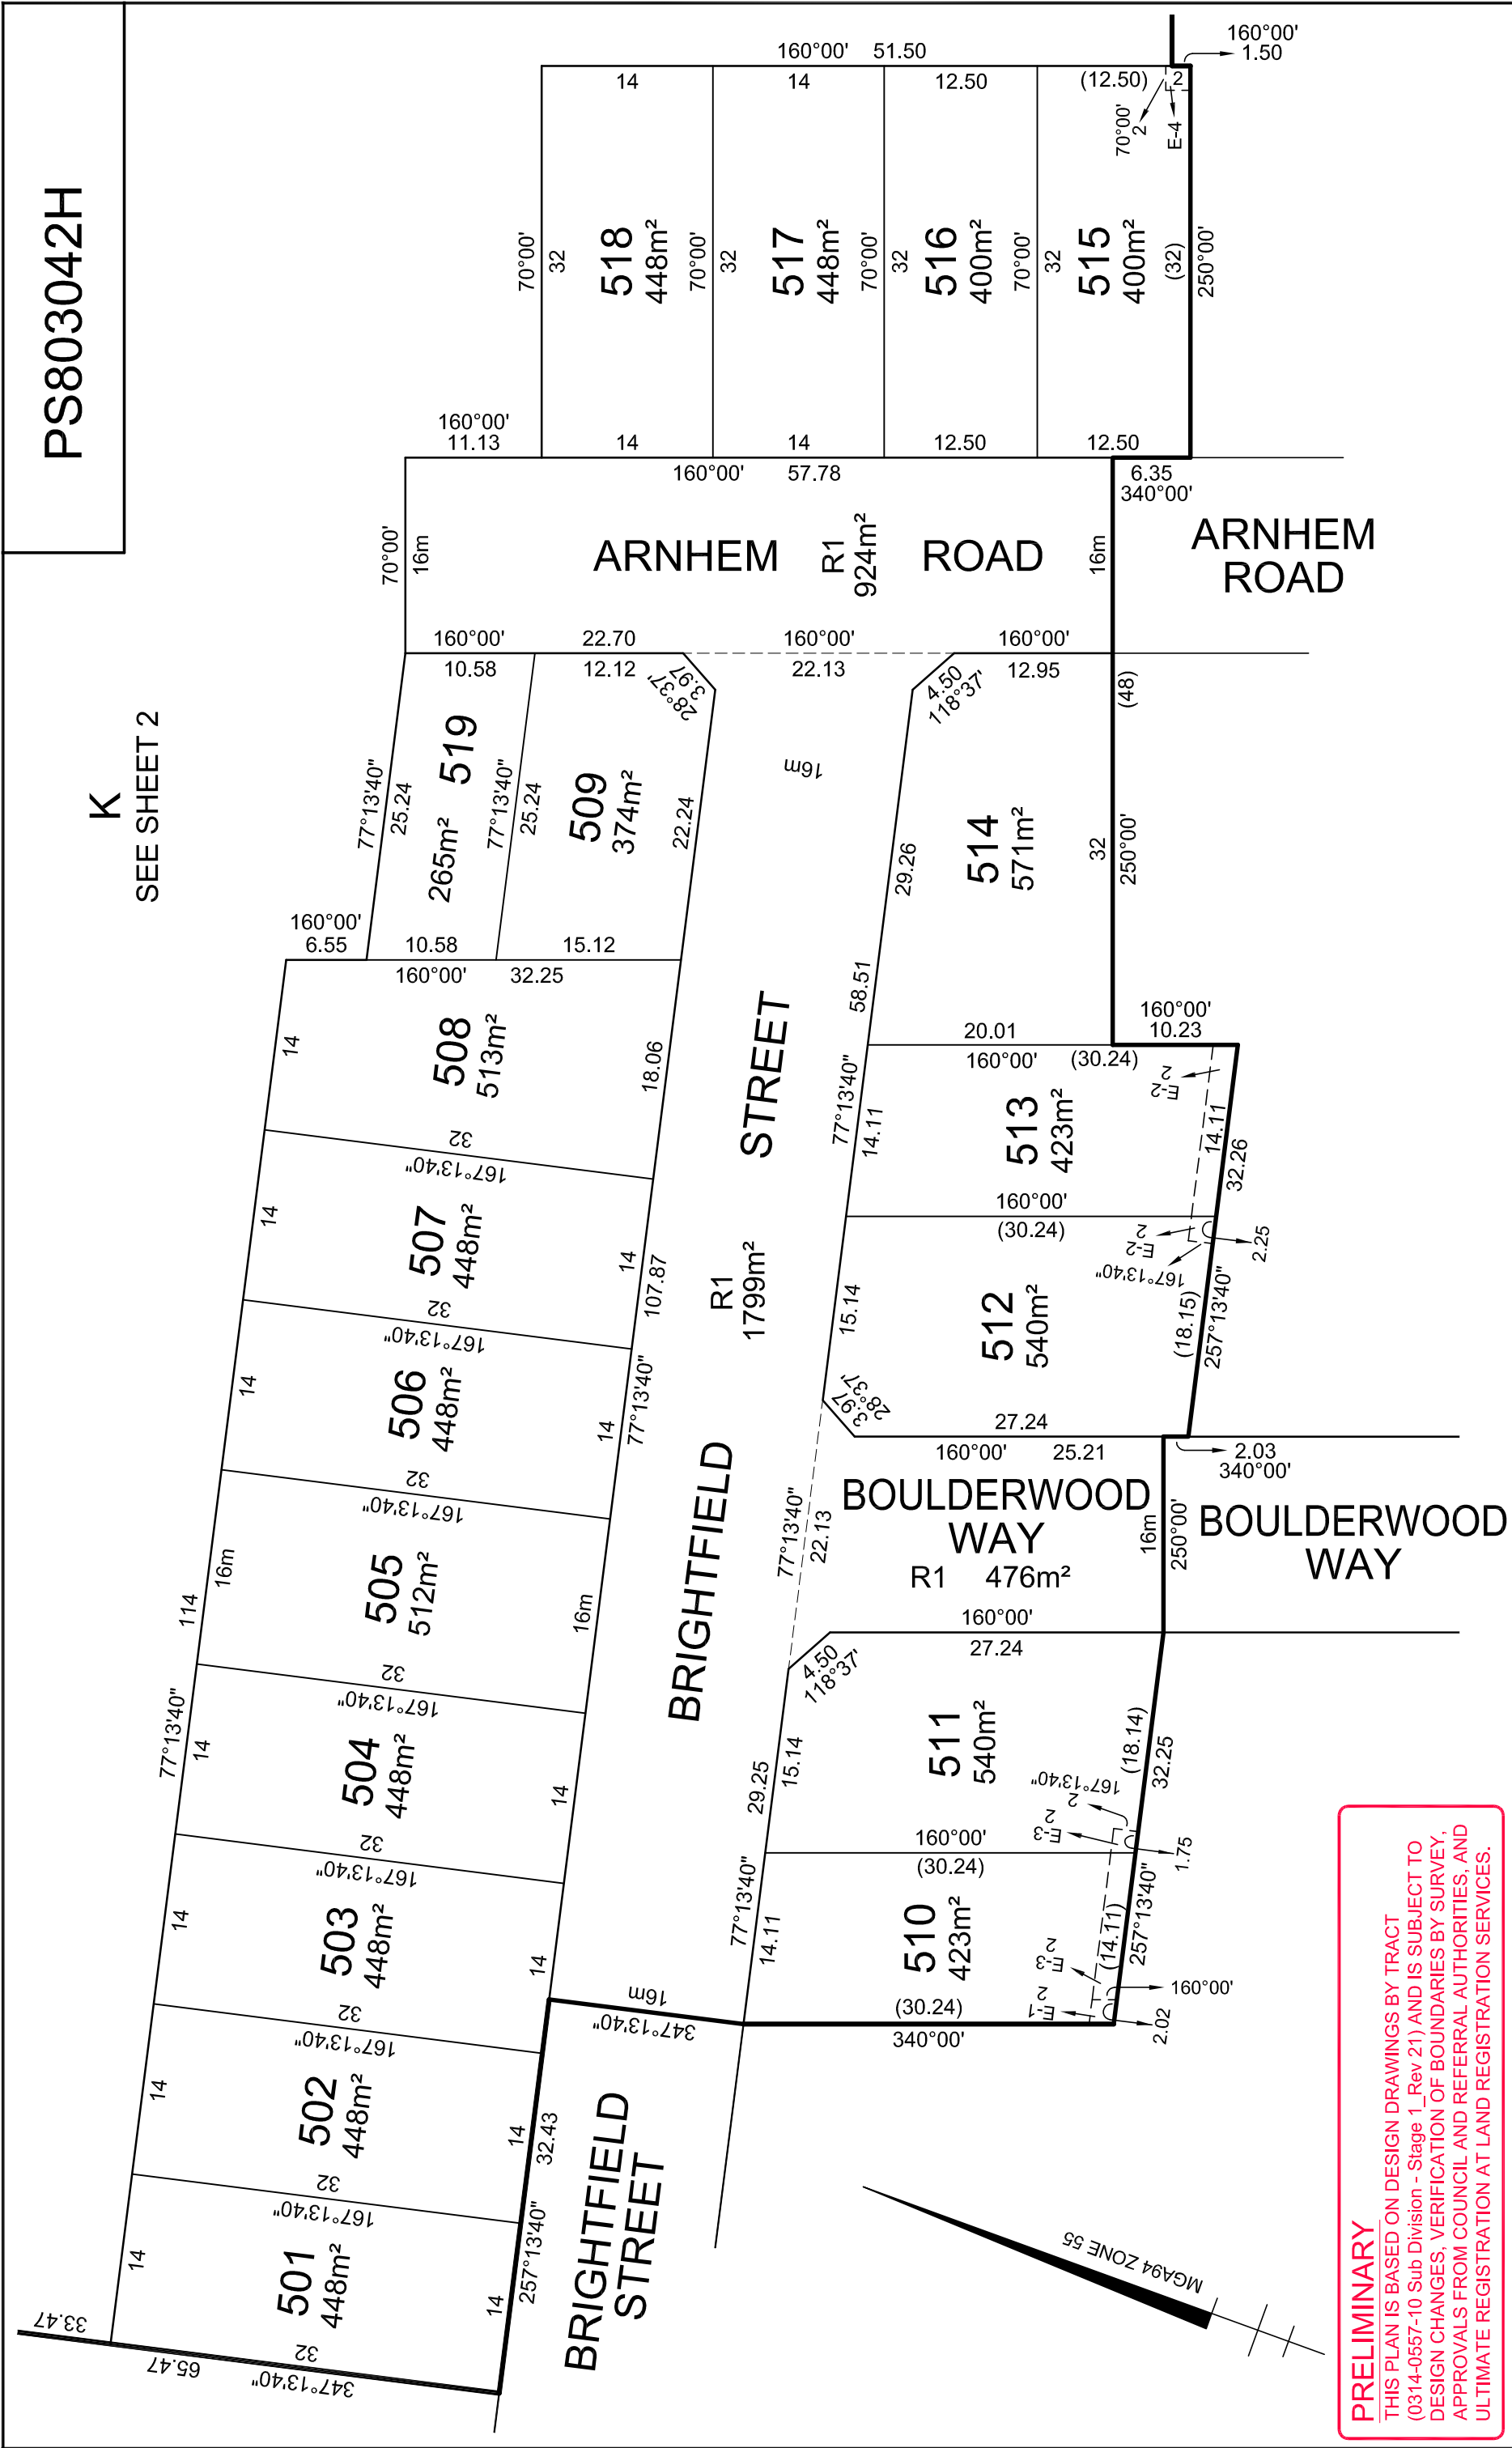 PS803042H
K
SEE SHEET 2
160°00' 51.50
14
14
12.50
(12.50)
2
160°00'
1.50
70°00'
2
E-4
70°00'
32
518
448m²
70°00'
32
517
448m²
70°00'
32
516
400m²
70°00'
32
515
400m²
(32)
250°00'
160°00'
11.13
14
14
12.50
12.50
160°00' 57.78
6.35
340°00'
70°00'
16m
ARNHEM
R1
924m²
ROAD
16m
ARNHEM
ROAD
160°00'
22.70
160°00'
160°00'
10.58
12.12
22.13
12.95
3.97
28°37'
4.50
118°37'
(48)
77°13'40"
25.24
519
265m²
77°13'40"
25.24
509
374m²
22.24
16m
29.26
514
571m²
32
250°00'
160°00'
6.55
10.58
15.12
160°00' 32.25
58.51
20.01
160°00'
(30.24)
160°00'
10.23
14
508
513m²
18.06
STREET
77°13'40"
14.11
513
423m²
2
E-2
14.11
32.26
32
167°13'40"
160°00'
(30.24)
14
507
448m²
14
107.87
R1
1799m²
15.14
512
540m²
2
E-2
167°13'40"
2.25
(18.15)
257°13'40"
32
167°13'40"
14
506
448m²
14
77°13'40"
3.97
28°37'
27.24
160°00' 25.21
2.03
340°00'
32
167°13'40"
16m
505
512m²
16m
BRIGHTFIELD
77°13'40"
22.13
BOULDERWOOD
WAY
R1 476m²
16m
250°00'
BOULDERWOOD
WAY
114
77°13'40"
32
167°13'40"
160°00'
27.24
4.50
118°37'
14
504
448m²
14
29.25
15.14
511
540m²
167°13'40"
2
2
E-3
(18.14)
32.25
1.75
32
167°13'40"
160°00'
(30.24)
14
503
448m²
14
77°13'40"
14.11
510
423m²
2
E-3
2
E-1
(14.11)
257°13'40"
160°00'
2.02
32
167°13'40"
16m
347°13'40"
(30.24)
340°00'
14
502
448m²
14
32.43
BRIGHTFIELD
STREET
32
167°13'40"
14
501
448m²
14
257°13'40"
33.47
65.47
32
347°13'40"
MGA94 ZONE 55
PRELIMINARY
THIS PLAN IS BASED ON DESIGN DRAWINGS BY TRACT
(0314-0557-10 Sub Division - Stage 1_Rev 21) AND IS SUBJECT TO
DESIGN CHANGES, VERIFICATION OF BOUNDARIES BY SURVEY,
APPROVALS FROM COUNCIL AND REFERRAL AUTHORITIES, AND
ULTIMATE REGISTRATION AT LAND REGISTRATION SERVICES.